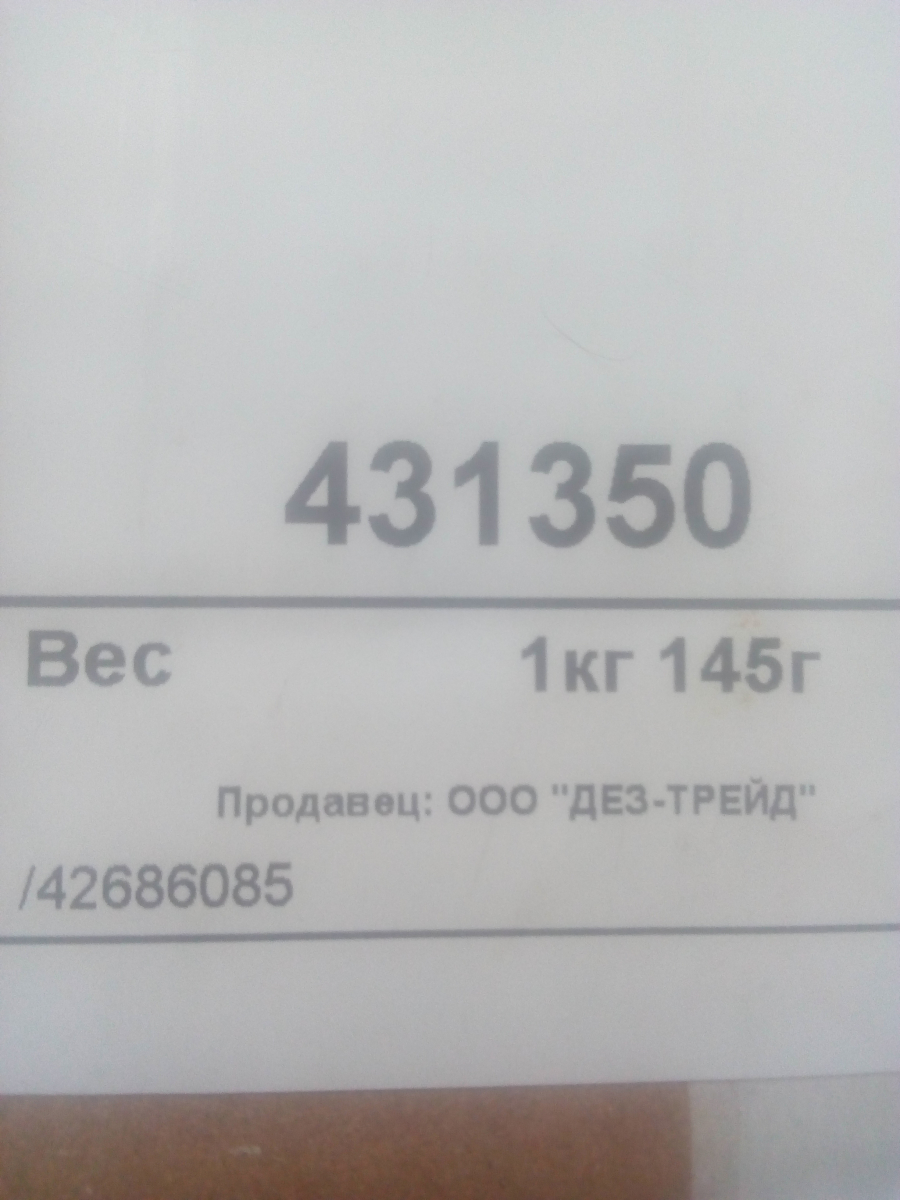 431350
Вес 1кг 145г
Продавец: ООО "ДЕЗ-ТРЕЙД"
/42686085